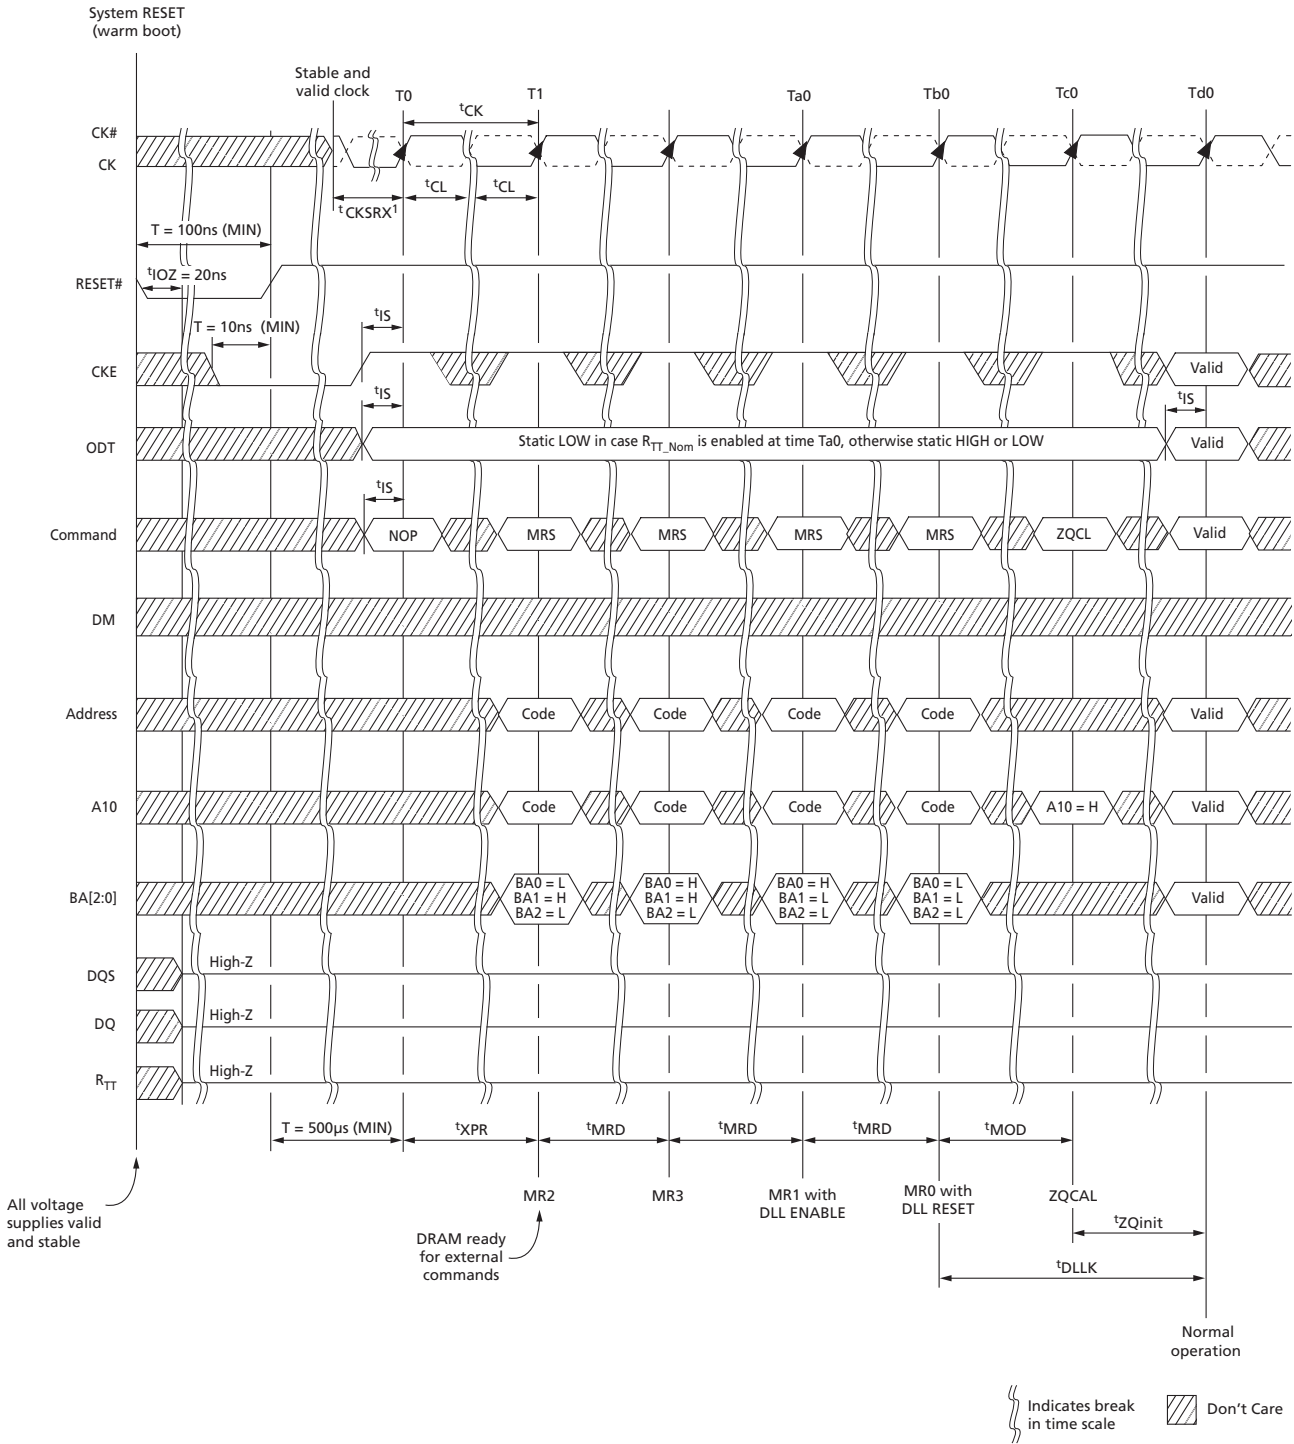 System RESET
(warm boot)
Stable and
valid clock
T0
T1
Ta0
Tb0
Tc0
Td0
tCK
CK#
CK
tCKSRX1
tCL
tCL
T = 100ns (MIN)
tIOZ = 20ns
RESET#
T = 10ns (MIN)
tIS
CKE
Valid
tIS
tIS
ODT
Static LOW in case RTT_Nom is enabled at time Ta0, otherwise static HIGH or LOW
Valid
tIS
Command
NOP
MRS
MRS
MRS
MRS
ZQCL
Valid
DM
Address
Code
Code
Code
Code
Valid
A10
Code
Code
Code
Code
A10 = H
Valid
BA[2:0]
BA0 = L
BA1 = H
BA2 = L
BA0 = H
BA1 = H
BA2 = L
BA0 = H
BA1 = L
BA2 = L
BA0 = L
BA1 = L
BA2 = L
Valid
DQS
High-Z
DQ
High-Z
RTT
High-Z
T = 500µs (MIN)
tXPR
tMRD
tMRD
tMRD
tMOD
All voltage
supplies valid
and stable
MR2
MR3
MR1 with
DLL ENABLE
MR0 with
DLL RESET
ZQCAL
tZQinit
DRAM ready
for external
commands
tDLLK
Normal
operation
Indicates break
in time scale
Don't Care